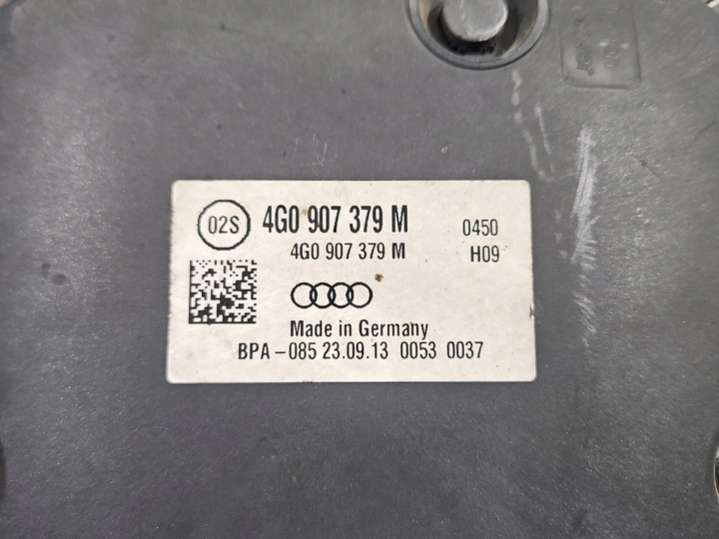 02S 4G0 907 379 M 0450
4G0 907 379 M H09
Made in Germany
BPA-085 23.09.13 0053 0037